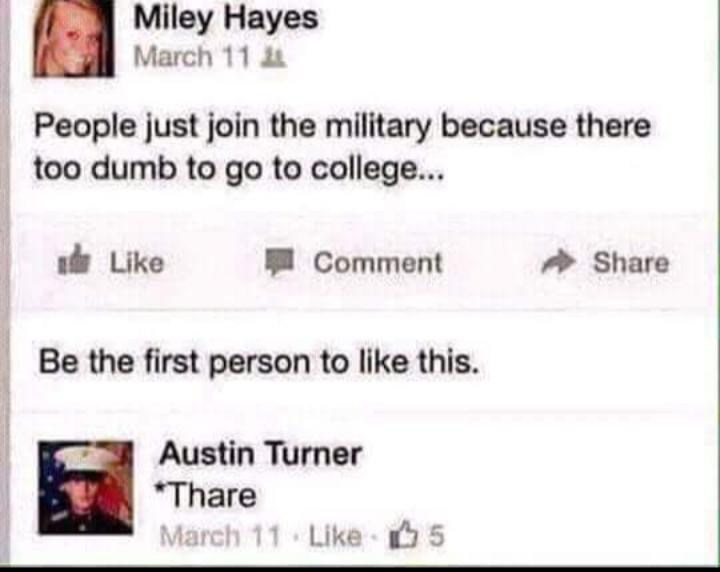 Miley Hayes
March 11
People just join the military because there
too dumb to go to college...
Like Comment Share
Be the first person to like this.
Austin Turner
*Thare
March 11 · Like · 5